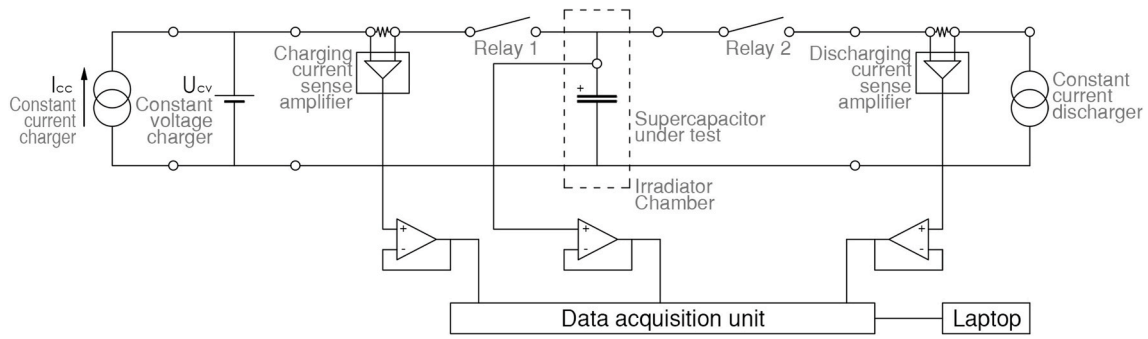 Icc
Constant
current
charger
Ucv
Constant
voltage
charger
Charging
current
sense
amplifier
Relay 1
+
Supercapacitor
under test
Irradiator
Chamber
Relay 2
Discharging
current
sense
amplifier
Constant
current
discharger
+
-
+
-
+
-
Data acquisition unit
Laptop